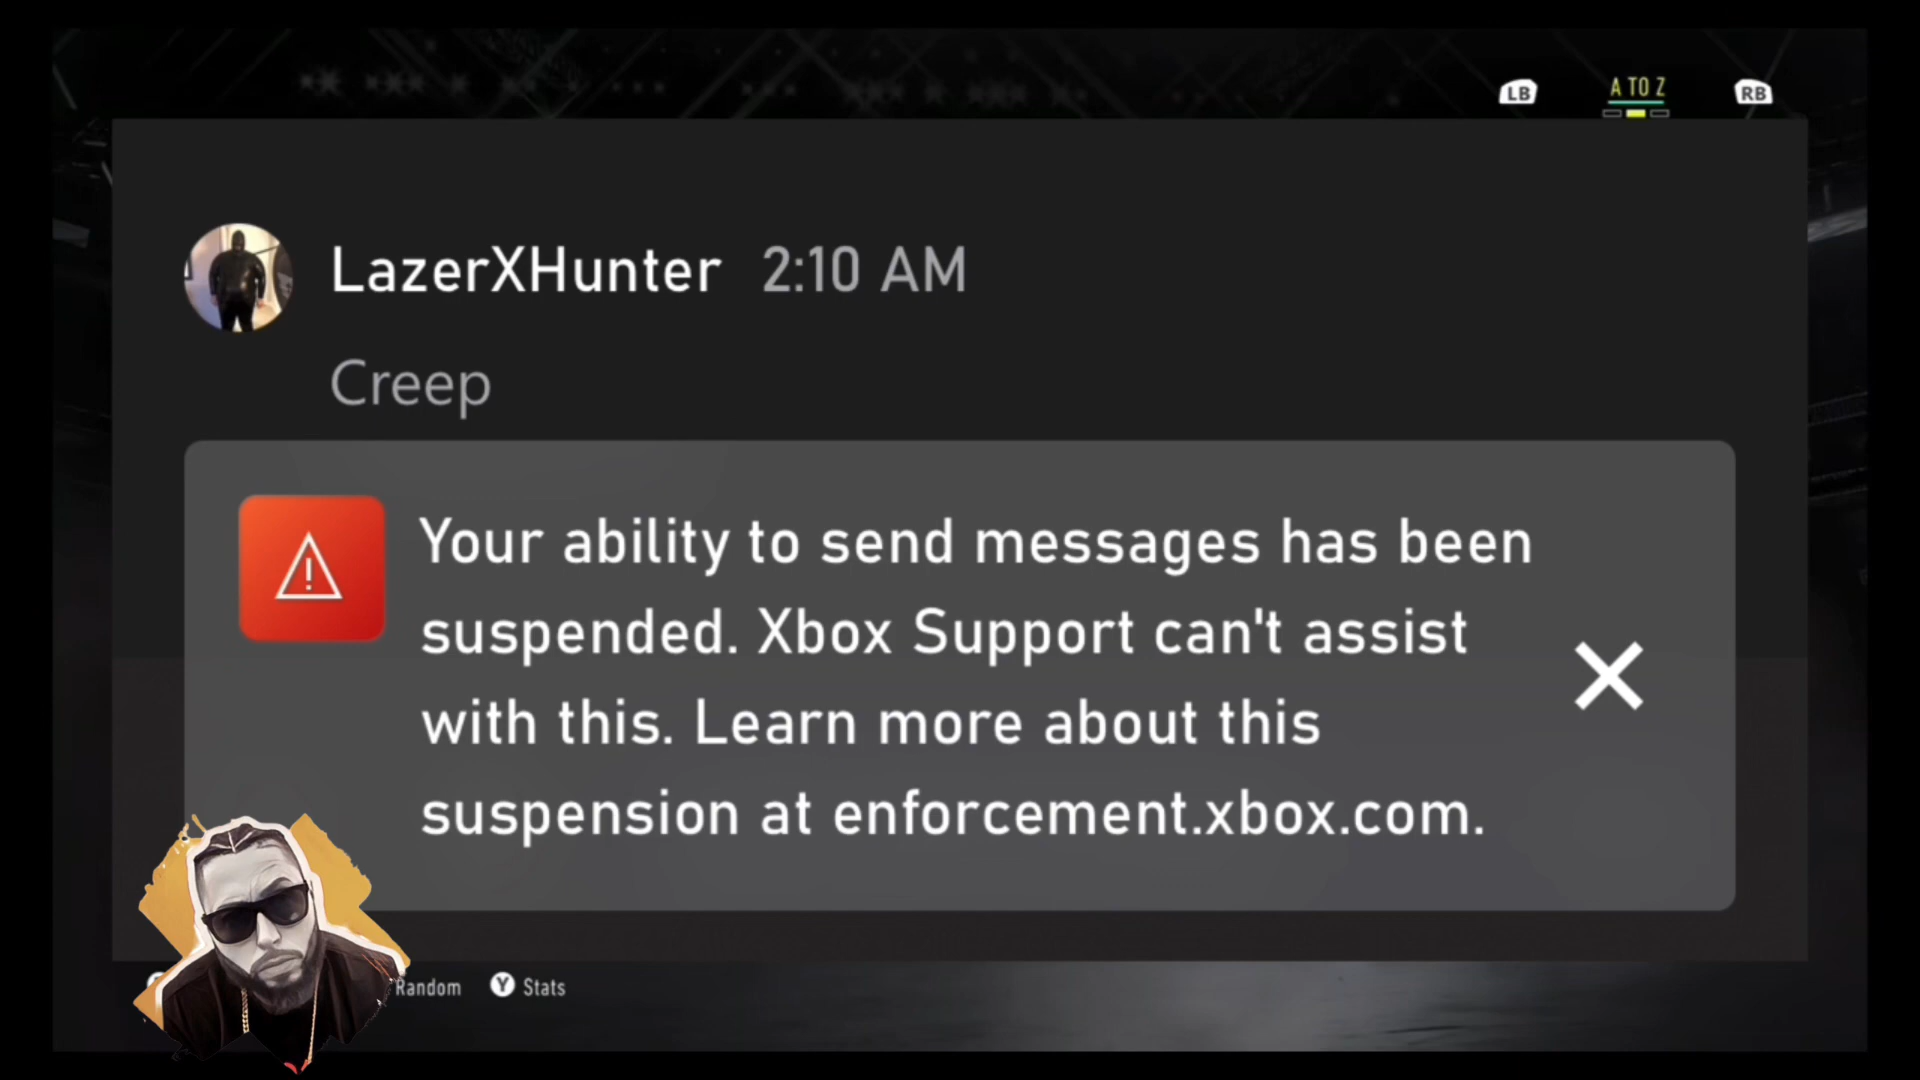 LB A TO Z RB
LazerXHunter 2:10 AM
Creep
Your ability to send messages has been
suspended. Xbox Support can't assist
with this. Learn more about this
suspension at enforcement.xbox.com.
Random Y Stats